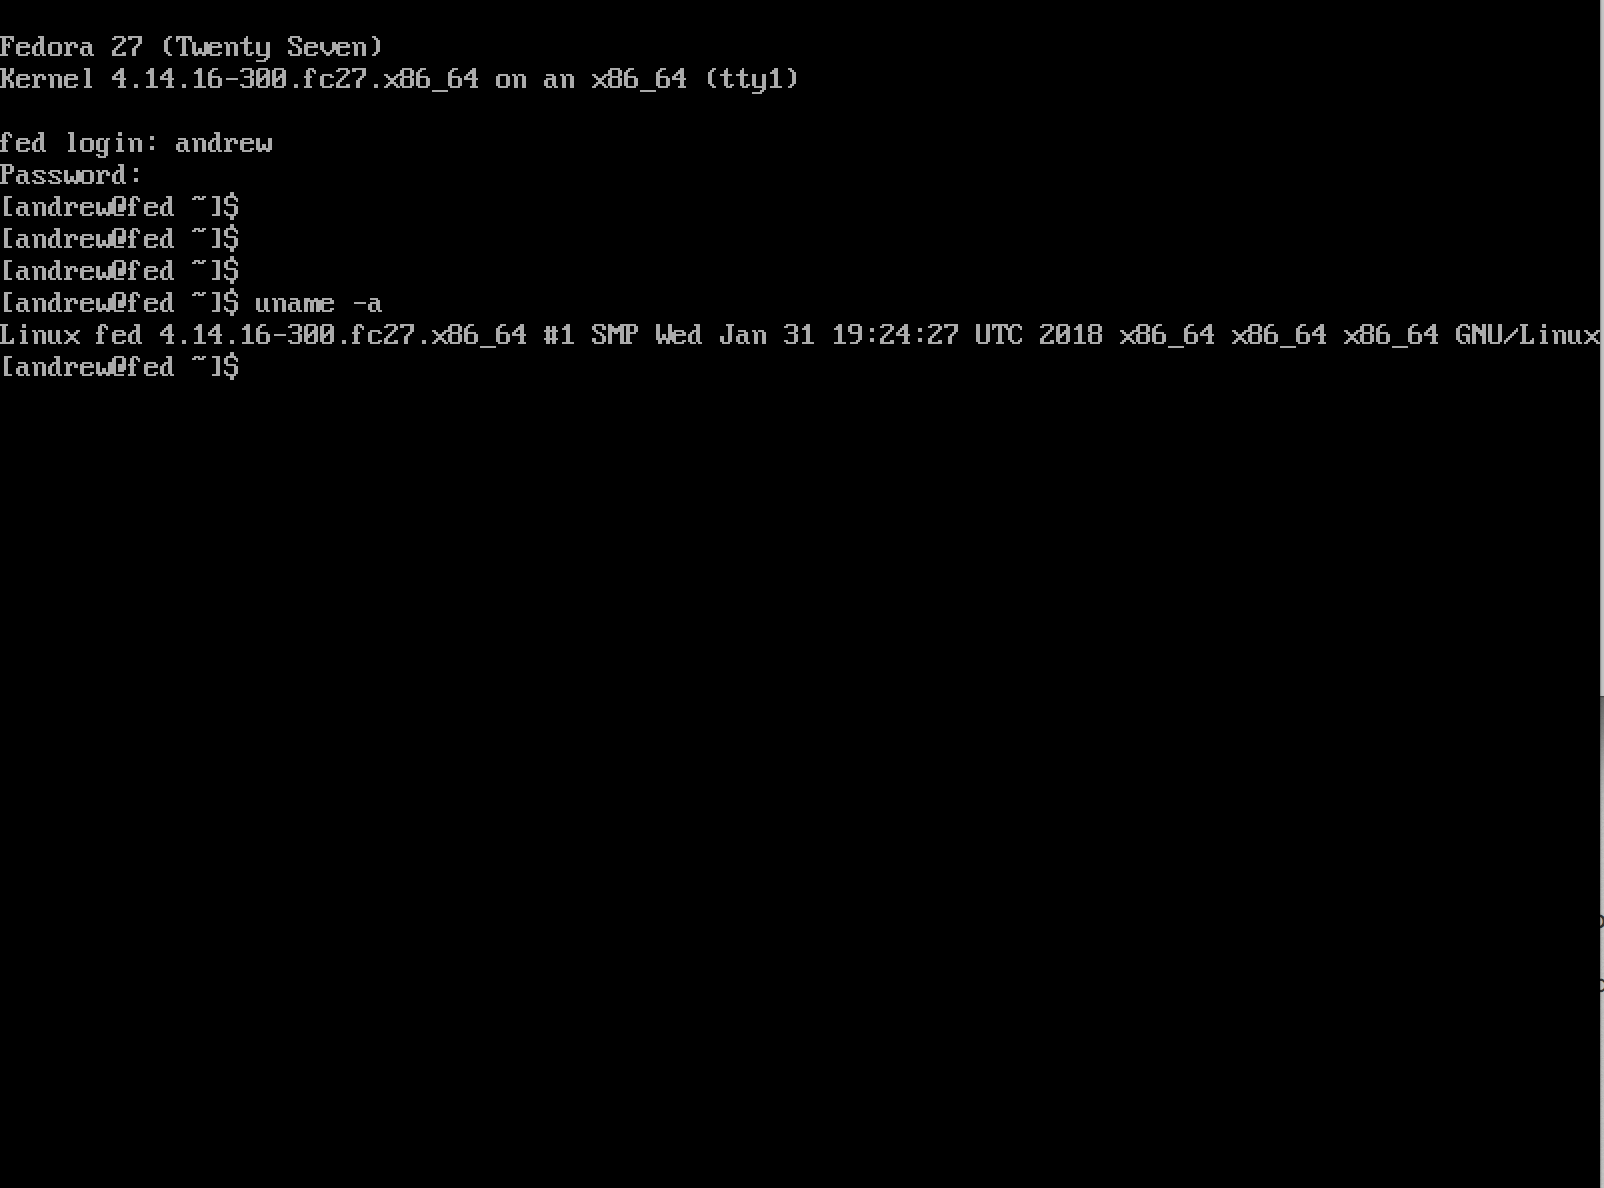 Fedora 27 (Twenty Seven)
Kernel 4.14.16-300.fc27.x86_64 on an x86_64 (tty1)
fed login: andrew
Password:
[andrew@fed ~]$
[andrew@fed ~]$
[andrew@fed ~]$
[andrew@fed ~]$ uname -a
Linux fed 4.14.16-300.fc27.x86_64 #1 SMP Wed Jan 31 19:24:27 UTC 2018 x86_64 x86_64 x86_64 GNU/Linux
[andrew@fed ~]$